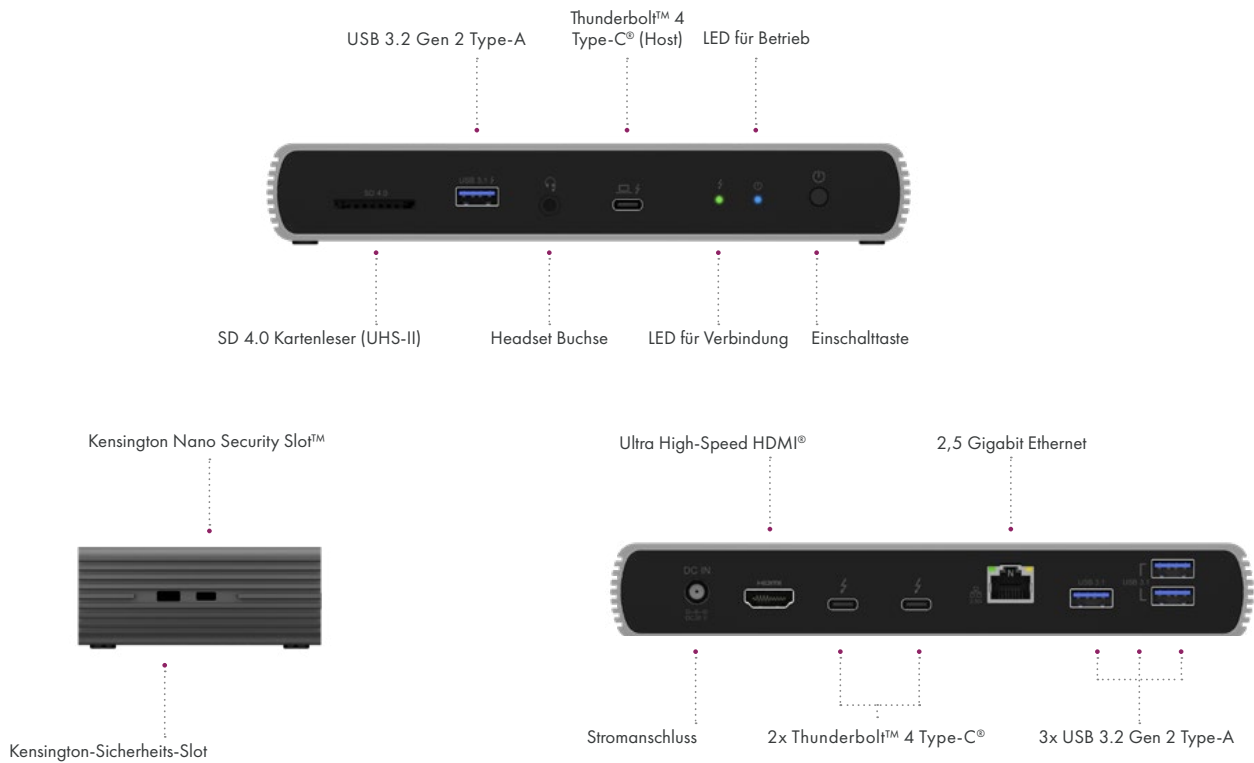 Thunderbolt™ 4
USB 3.2 Gen 2 Type-A
Type-C® (Host)
LED für Betrieb
SD 4.0
USB 3.1
SD 4.0 Kartenleser (UHS-II)
Headset Buchse
LED für Verbindung
Einschalttaste
Kensington Nano Security Slot™
Ultra High-Speed HDMI®
2,5 Gigabit Ethernet
DC IN
HDMI
N
USB 3.1
USB 3.1
Stromanschluss
2x Thunderbolt™ 4 Type-C®
3x USB 3.2 Gen 2 Type-A
Kensington-Sicherheits-Slot